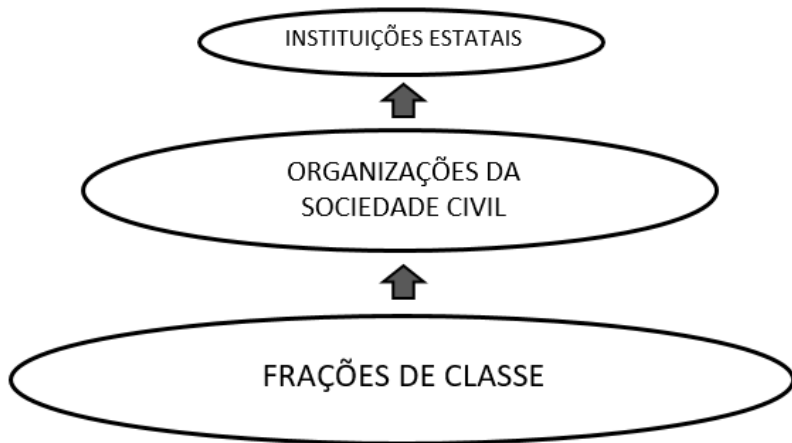 INSTITUIÇÕES ESTATAIS
ORGANIZAÇÕES DA
SOCIEDADE CIVIL
FRAÇÕES DE CLASSE